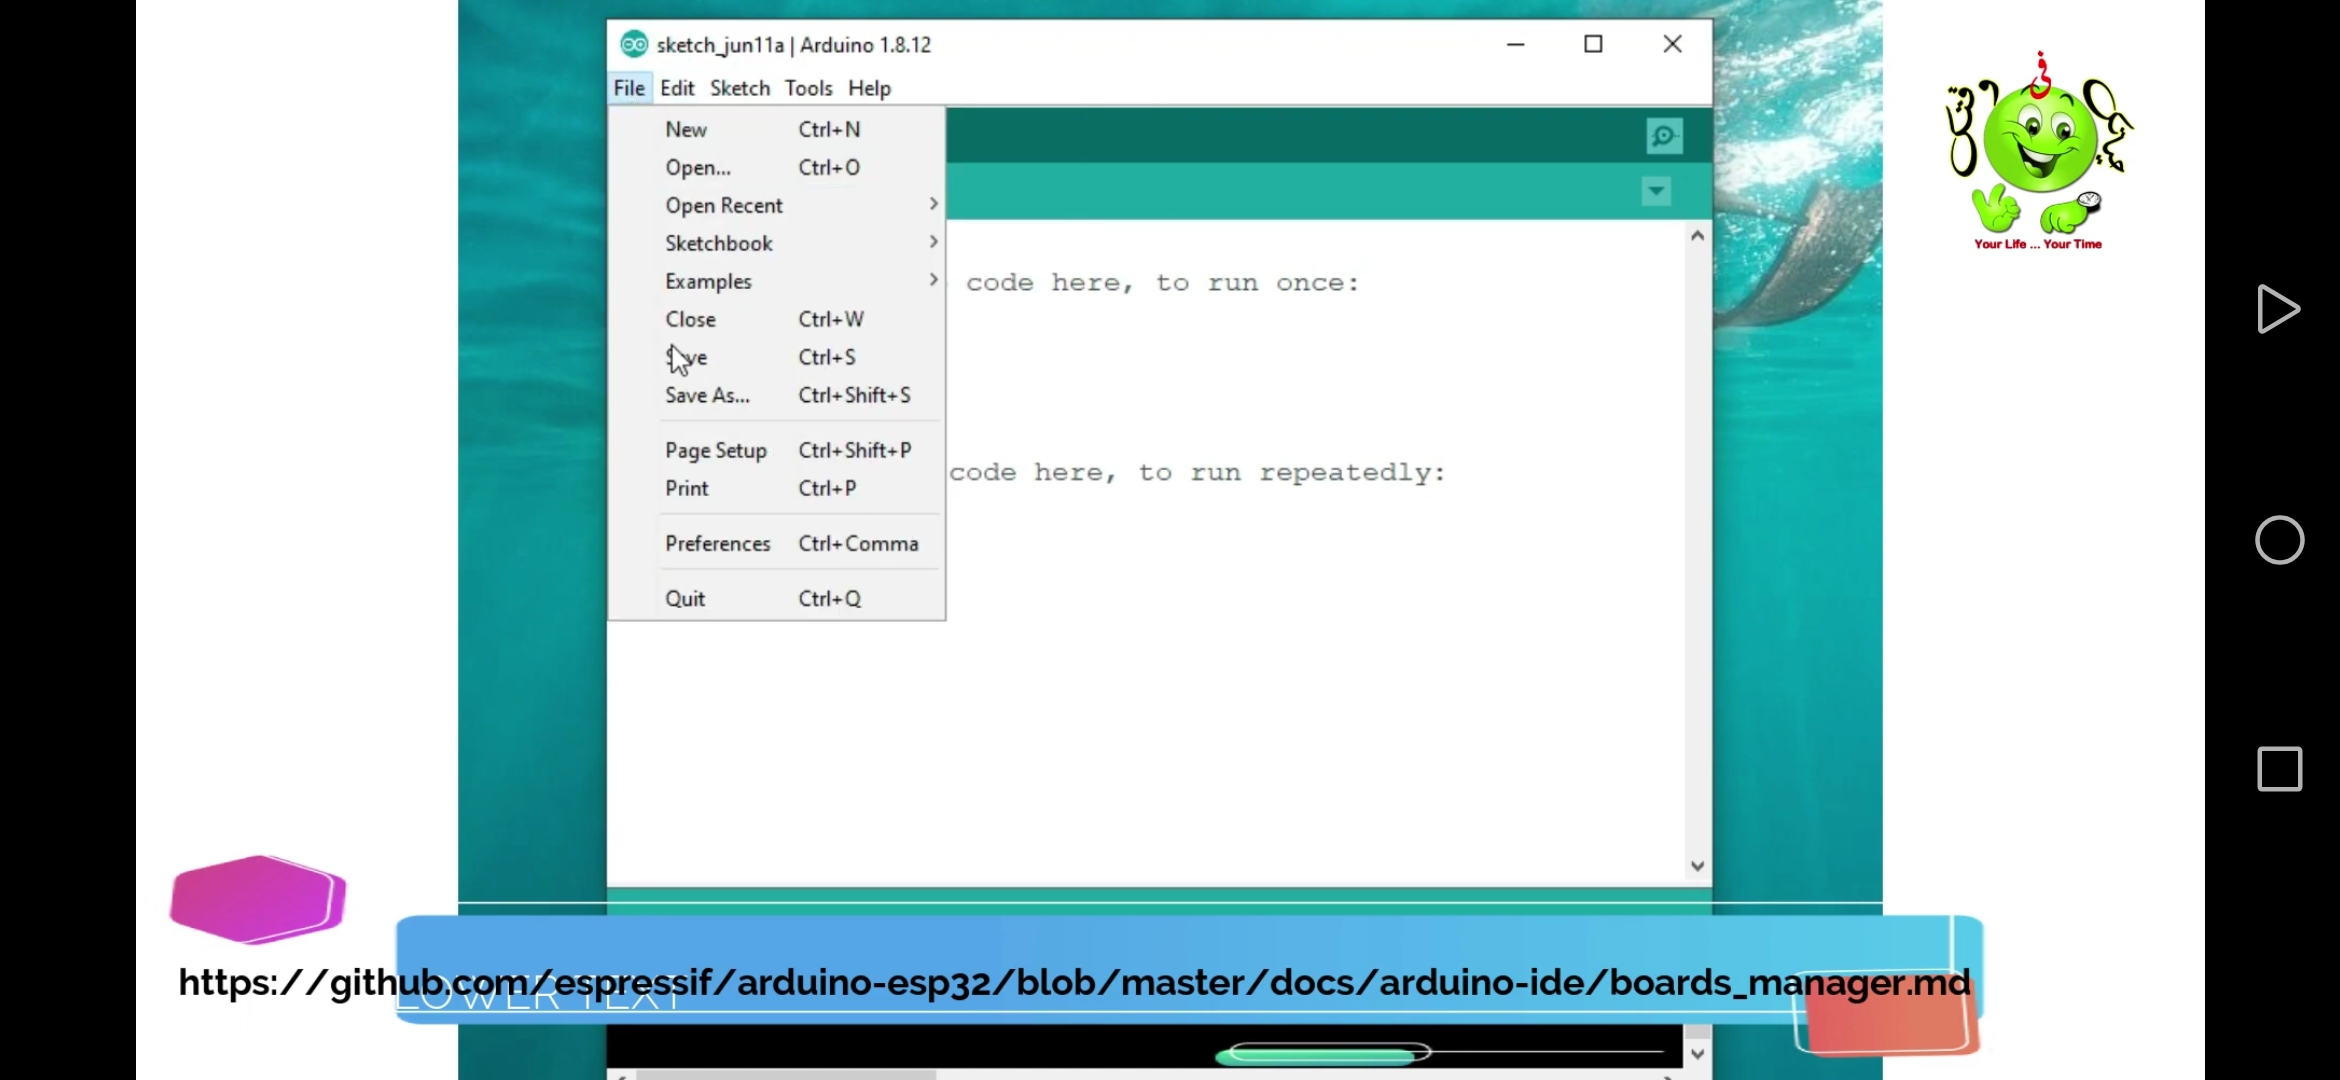 sketch_jun11a | Arduino 1.8.12
File Edit Sketch Tools Help
New Ctrl+N
Open... Ctrl+O
Open Recent
Sketchbook
Examples
Close Ctrl+W
Save Ctrl+S
Save As... Ctrl+Shift+S
Page Setup Ctrl+Shift+P
Print Ctrl+P
Preferences Ctrl+Comma
Quit Ctrl+Q
code here, to run once:
code here, to run repeatedly:
في
Your Life ... Your Time
https://github.com/espressif/arduino-esp32/blob/master/docs/arduino-ide/boards_manager.md
LOWER TEXT